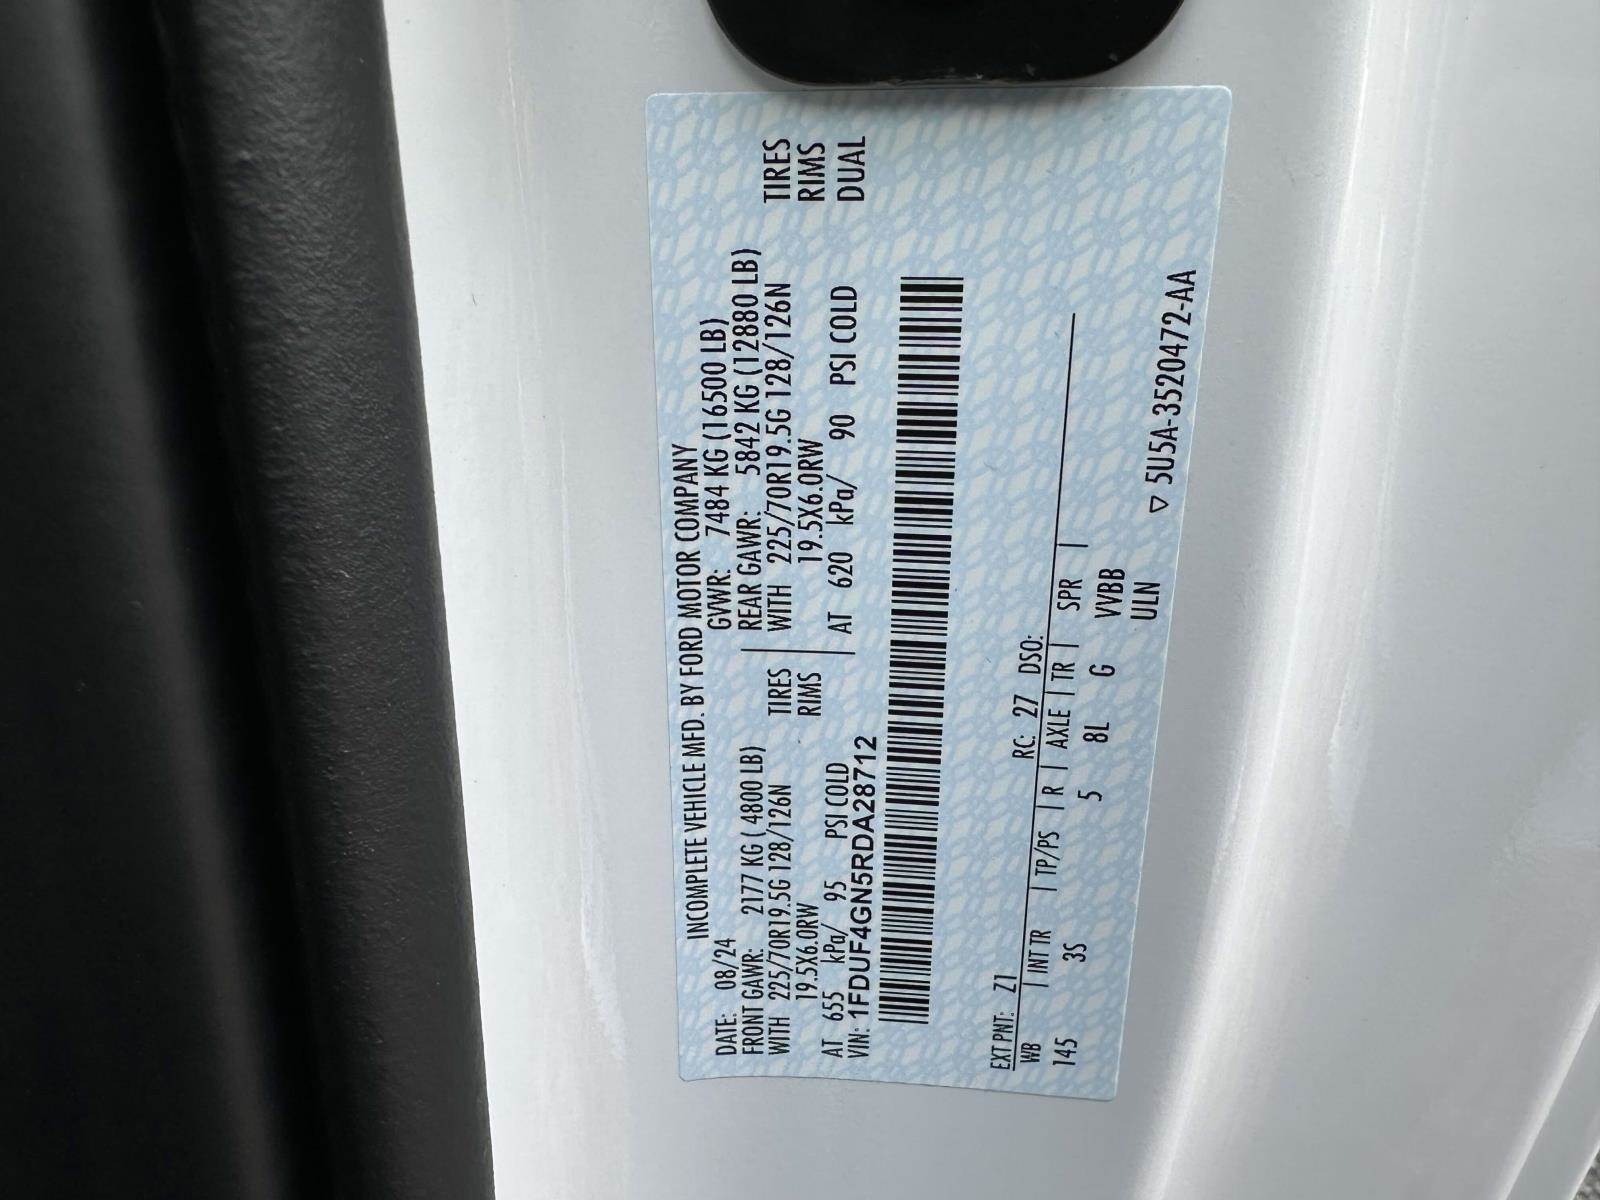 INCOMPLETE VEHICLE MFD. BY FORD MOTOR COMPANY
DATE: 08/24 GVWR: 7484 KG (16500 LB)
FRONT GAWR: 2177 KG ( 4800 LB) REAR GAWR: 5842 KG (12880 LB)
WITH 225/70R19.5G 128/126N TIRES WITH 225/70R19.5G 128/126N TIRES
19.5X6.0RW RIMS 19.5X6.0RW RIMS
AT 655 kPa/ 95 PSI COLD AT 620 kPa/ 90 PSI COLD DUAL
VIN: 1FDUF4GN5RDA28712
EXT PNT: Z1 RC: 27 DSO:
WB | INT TR | TP/PS | R | AXLE | TR | SPR |
145 3S 5 8L G VVBB
ULN
▽ 5U5A-3520472-AA